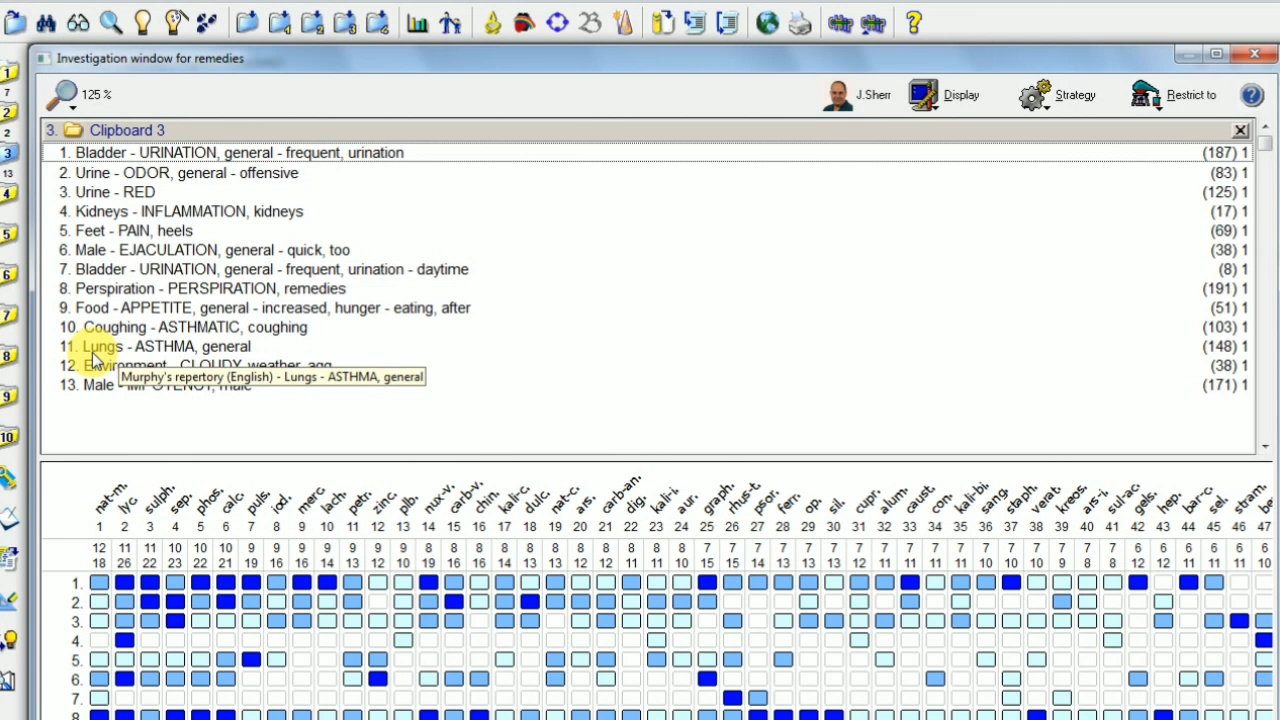 Investigation window for remedies
125 %
J.Sherr
Display
Strategy
Restrict to
3. Clipboard 3
1. Bladder - URINATION, general - frequent, urination (187) 1
2. Urine - ODOR, general - offensive (83) 1
3. Urine - RED (125) 1
4. Kidneys - INFLAMMATION, kidneys (17) 1
5. Feet - PAIN, heels (69) 1
6. Male - EJACULATION, general - quick, too (38) 1
7. Bladder - URINATION, general - frequent, urination - daytime (8) 1
8. Perspiration - PERSPIRATION, remedies (191) 1
9. Food - APPETITE, general - increased, hunger - eating, after (51) 1
10. Coughing - ASTHMATIC, coughing (103) 1
11. Lungs - ASTHMA, general (148) 1
12. Environment - CLOUDY, weather, agg (38) 1
Murphy's repertory (English) - Lungs - ASTHMA, general
13. Male - IMPOTENCY, male (171) 1
nat-m. lyc. sulph. sep. phos. calc. puls. iod. merc. lach. petr. zinc. plb. nux-v. carb-v. chin. kali-c. dulc. nat-c. ars. carb-an. dig. kali-i. aur. graph. rhus-t. psor. ferr. op. sil. cupr. alum. caust. con. kali-bi. sang. staph. verat. kreos. ars-i. sul-ac. gels. hep. bar-c. sel. stram.
1 2 3 4 5 6 7 8 9 10 11 12 13 14 15 16 17 18 19 20 21 22 23 24 25 26 27 28 29 30 31 32 33 34 35 36 37 38 39 40 41 42 43 44 45 46 47
12 11 11 10 10 10 9 9 9 9 9 9 9 8 8 8 8 8 8 8 8 8 8 8 7 7 7 7 7 7 7 7 7 7 7 7 7 7 7 7 7 6 6 6 6 6 6
18 26 22 23 22 21 19 16 16 14 13 12 10 19 16 16 14 13 13 12 12 11 11 10 15 13 14 13 13 13 12 11 11 11 11 10 10 10 9 8 8 12 12 11 11 11 10
1.
2.
3.
4.
5.
6.
7.
8.